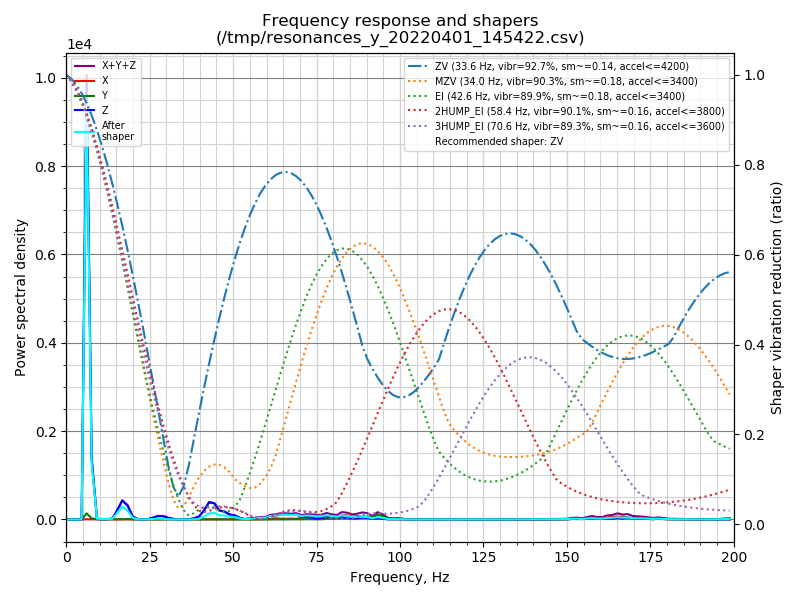 Frequency response and shapers
(/tmp/resonances_y_20220401_145422.csv)
1e4
X+Y+Z
X
Y
Z
After
shaper
ZV (33.6 Hz, vibr=92.7%, sm~=0.14, accel<=4200)
MZV (34.0 Hz, vibr=90.3%, sm~=0.18, accel<=3400)
EI (42.6 Hz, vibr=89.9%, sm~=0.18, accel<=3400)
2HUMP_EI (58.4 Hz, vibr=90.1%, sm~=0.16, accel<=3800)
3HUMP_EI (70.6 Hz, vibr=89.3%, sm~=0.16, accel<=3600)
Recommended shaper: ZV
Power spectral density
1.0
0.8
0.6
0.4
0.2
0.0
1.0
0.8
0.6
0.4
0.2
0.0
Shaper vibration reduction (ratio)
0 25 50 75 100 125 150 175 200
Frequency, Hz